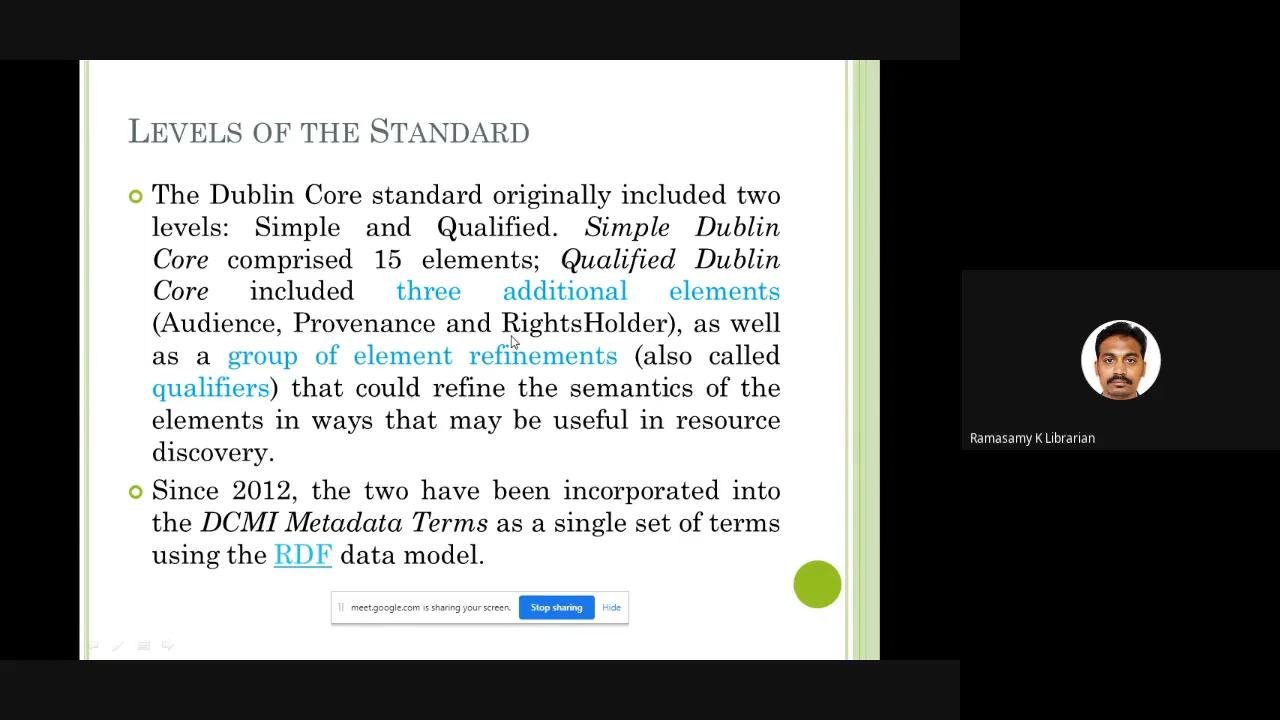 LEVELS OF THE STANDARD
The Dublin Core standard originally included two
levels: Simple and Qualified. Simple Dublin
Core comprised 15 elements; Qualified Dublin
Core included three additional elements
(Audience, Provenance and RightsHolder), as well
as a group of element refinements (also called
qualifiers) that could refine the semantics of the
elements in ways that may be useful in resource
discovery.
Since 2012, the two have been incorporated into
the DCMI Metadata Terms as a single set of terms
using the RDF data model.
meet.google.com is sharing your screen. Stop sharing Hide
Ramasamy K Librarian